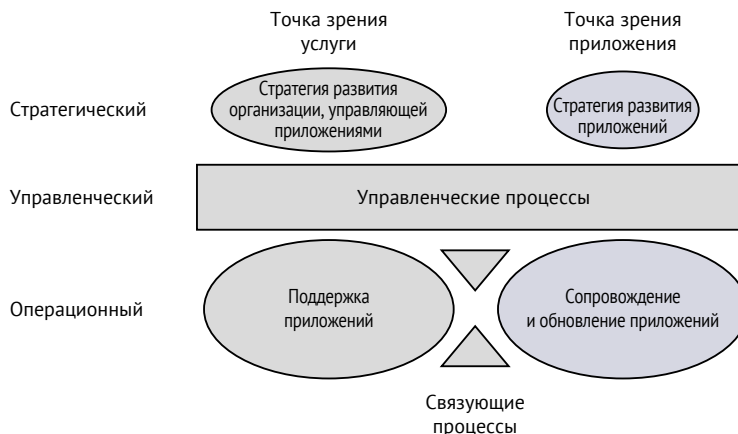 Точка зрения
услуги
Точка зрения
приложения
Стратегический
Стратегия развития
организации, управляющей
приложениями
Стратегия развития
приложений
Управленческий
Управленческие процессы
Операционный
Поддержка
приложений
Сопровождение
и обновление приложений
Связующие
процессы